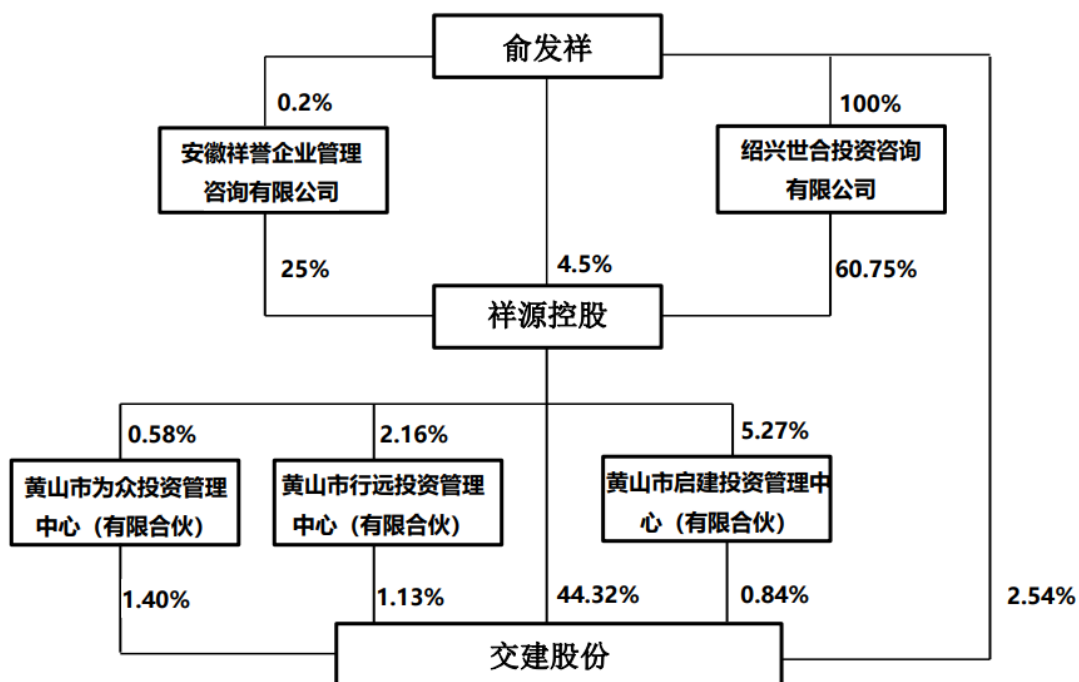 俞发祥
0.2%
100%
安徽祥誉企业管理
咨询有限公司
绍兴世合投资咨询
有限公司
25%
4.5%
60.75%
祥源控股
0.58%
2.16%
5.27%
黄山市为众投资管理
中心（有限合伙）
黄山市行远投资管理
中心（有限合伙）
黄山市启建投资管理中
心（有限合伙）
1.40%
1.13%
44.32%
0.84%
2.54%
交建股份